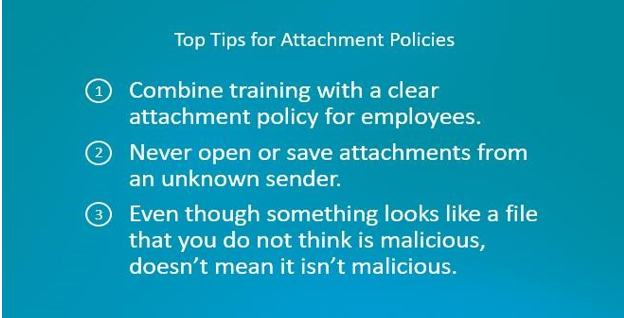 Top Tips for Attachment Policies
1 Combine training with a clear
attachment policy for employees.
2 Never open or save attachments from
an unknown sender.
3 Even though something looks like a file
that you do not think is malicious,
doesn’t mean it isn’t malicious.